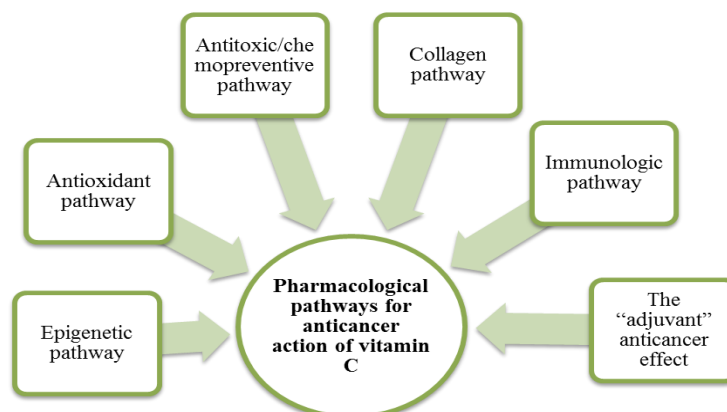 Antitoxic/che
mopreventive
pathway
Collagen
pathway
Antioxidant
pathway
Immunologic
pathway
Epigenetic
pathway
Pharmacological
pathways for
anticancer
action of vitamin
C
The
“adjuvant”
anticancer
effect